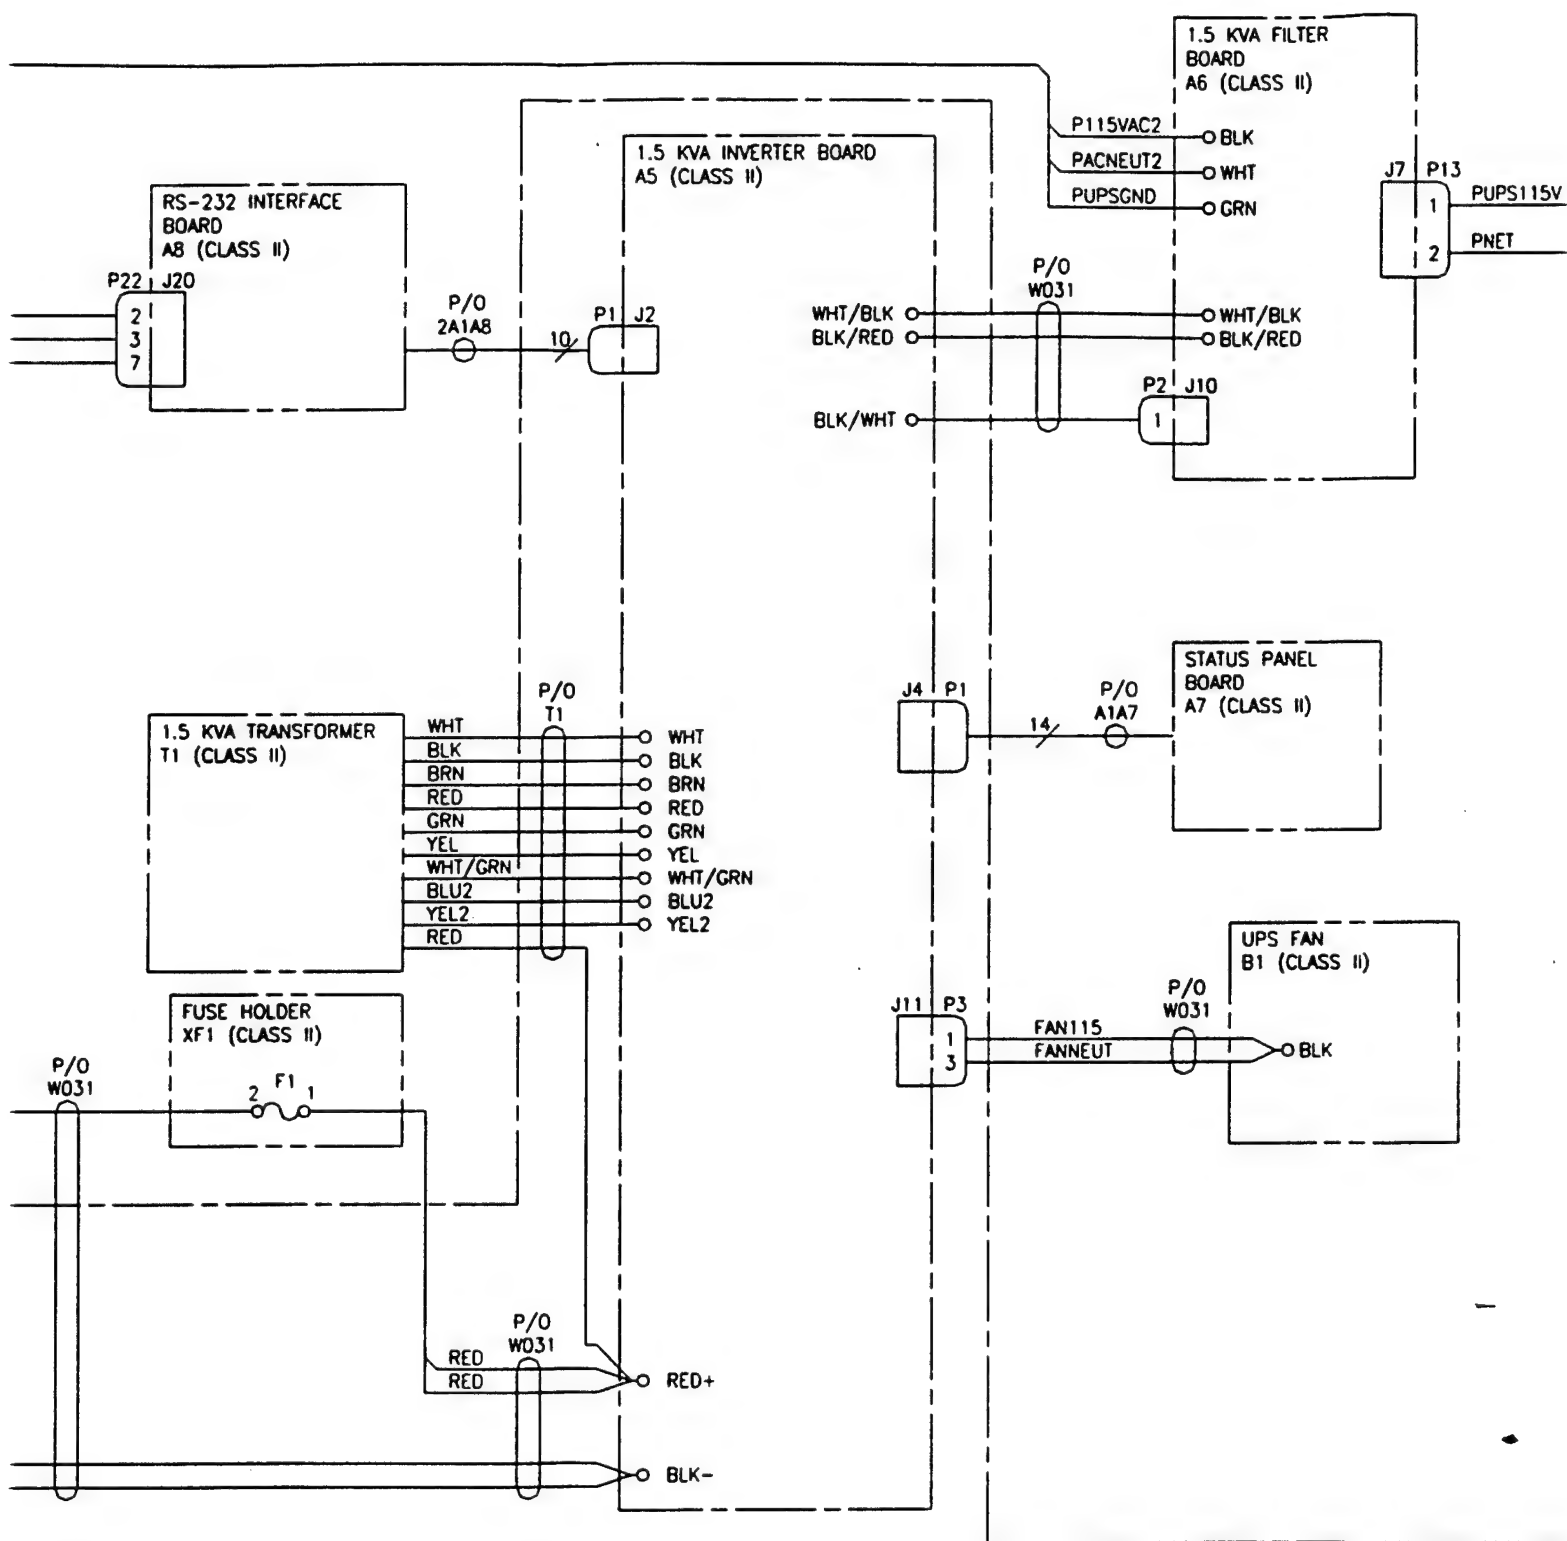 1.5 KVA FILTER
BOARD
A6 (CLASS II)
P115VAC2
BLK
PACNEUT2
WHT
PUPSGND
GRN
J7 P13
1
PUPS115V
2
PNET
1.5 KVA INVERTER BOARD
A5 (CLASS II)
RS-232 INTERFACE
BOARD
A8 (CLASS II)
P22 J20
2
3
7
P/O
2A1A8
10
P1 J2
P/O
W031
WHT/BLK
WHT/BLK
BLK/RED
BLK/RED
P2 J10
BLK/WHT
1
STATUS PANEL
BOARD
A7 (CLASS II)
J4 P1
14
P/O
A1A7
1.5 KVA TRANSFORMER
T1 (CLASS II)
P/O
T1
WHT
WHT
BLK
BLK
BRN
BRN
RED
RED
GRN
GRN
YEL
YEL
WHT/GRN
WHT/GRN
BLU2
BLU2
YEL2
YEL2
RED
UPS FAN
B1 (CLASS II)
J11 P3
1
3
FAN115
FANNEUT
P/O
W031
BLK
FUSE HOLDER
XF1 (CLASS II)
P/O
W031
2 F1 1
P/O
W031
RED
RED
RED+
BLK-